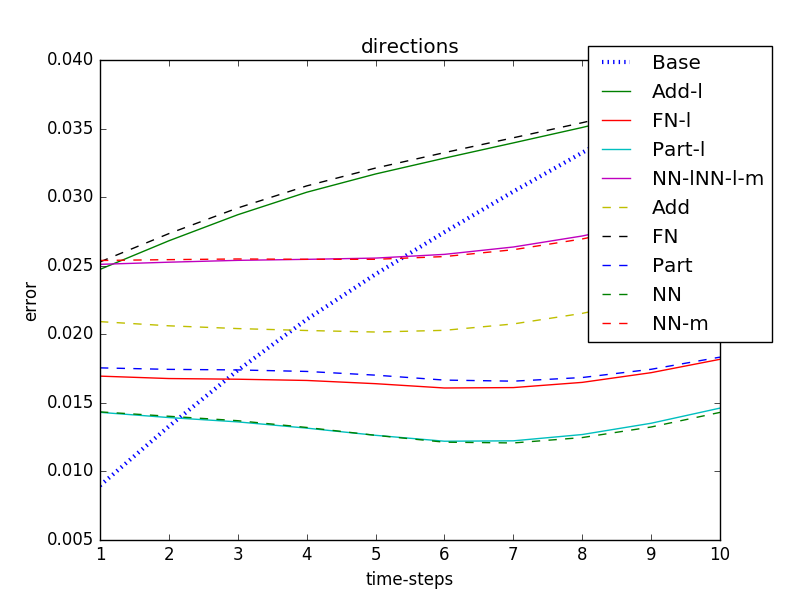 directions
0.040
0.035
0.030
0.025
0.020
0.015
0.010
0.005
error
1 2 3 4 5 6 7 8 9 10
time-steps
Base
Add-l
FN-l
Part-l
NN-lNN-l-m
Add
FN
Part
NN
NN-m